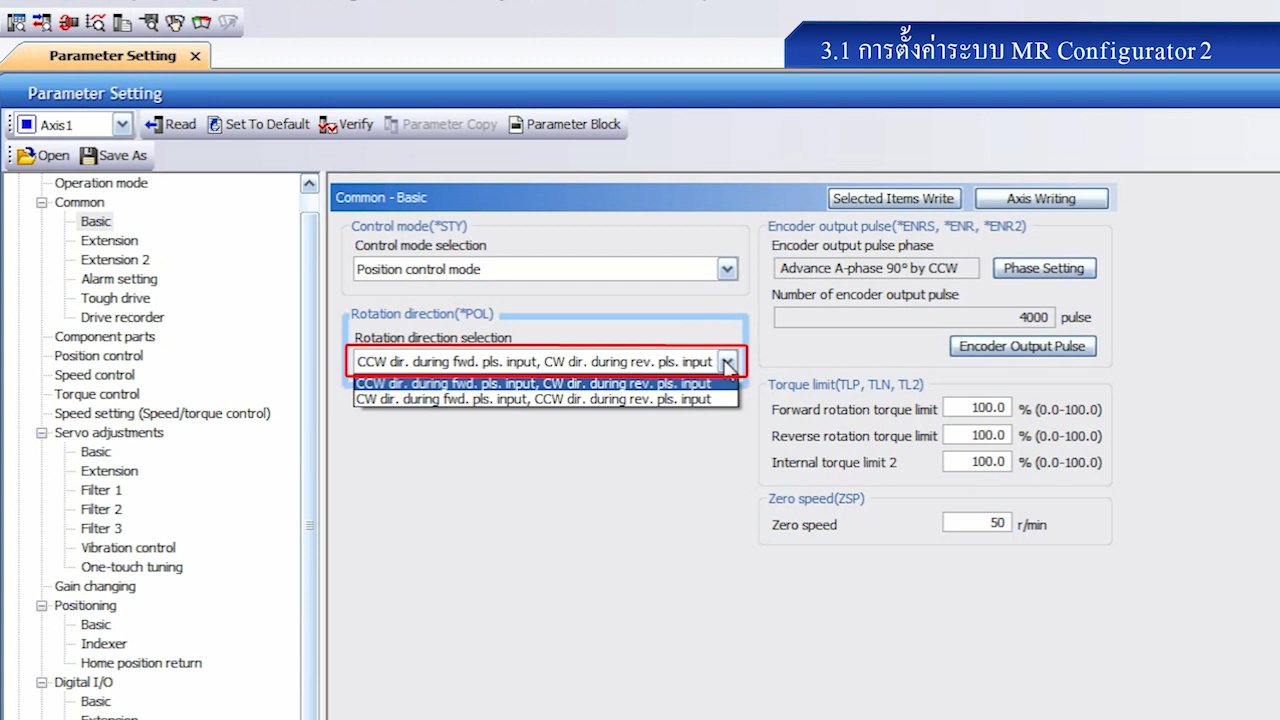 3.1 การตั้งค่าระบบ MR Configurator2
Parameter Setting
Parameter Setting
Axis1 Read Set To Default Verify Parameter Copy Parameter Block
Open Save As
Operation mode
Common
Basic
Extension
Extension 2
Alarm setting
Tough drive
Drive recorder
Component parts
Position control
Speed control
Torque control
Speed setting (Speed/torque control)
Servo adjustments
Basic
Extension
Filter 1
Filter 2
Filter 3
Vibration control
One-touch tuning
Gain changing
Positioning
Basic
Indexer
Home position return
Digital I/O
Basic
Extension
Common - Basic Selected Items Write Axis Writing
Control mode(*STY)
Control mode selection
Position control mode
Rotation direction(*POL)
Rotation direction selection
CCW dir. during fwd. pls. input, CW dir. during rev. pls. input
CCW dir. during fwd. pls. input, CW dir. during rev. pls. input
CW dir. during fwd. pls. input, CCW dir. during rev. pls. input
Encoder output pulse(*ENRS, *ENR, *ENR2)
Encoder output pulse phase
Advance A-phase 90° by CCW Phase Setting
Number of encoder output pulse
4000 pulse
Encoder Output Pulse
Torque limit(TLP, TLN, TL2)
Forward rotation torque limit 100.0 % (0.0-100.0)
Reverse rotation torque limit 100.0 % (0.0-100.0)
Internal torque limit 2 100.0 % (0.0-100.0)
Zero speed(ZSP)
Zero speed 50 r/min